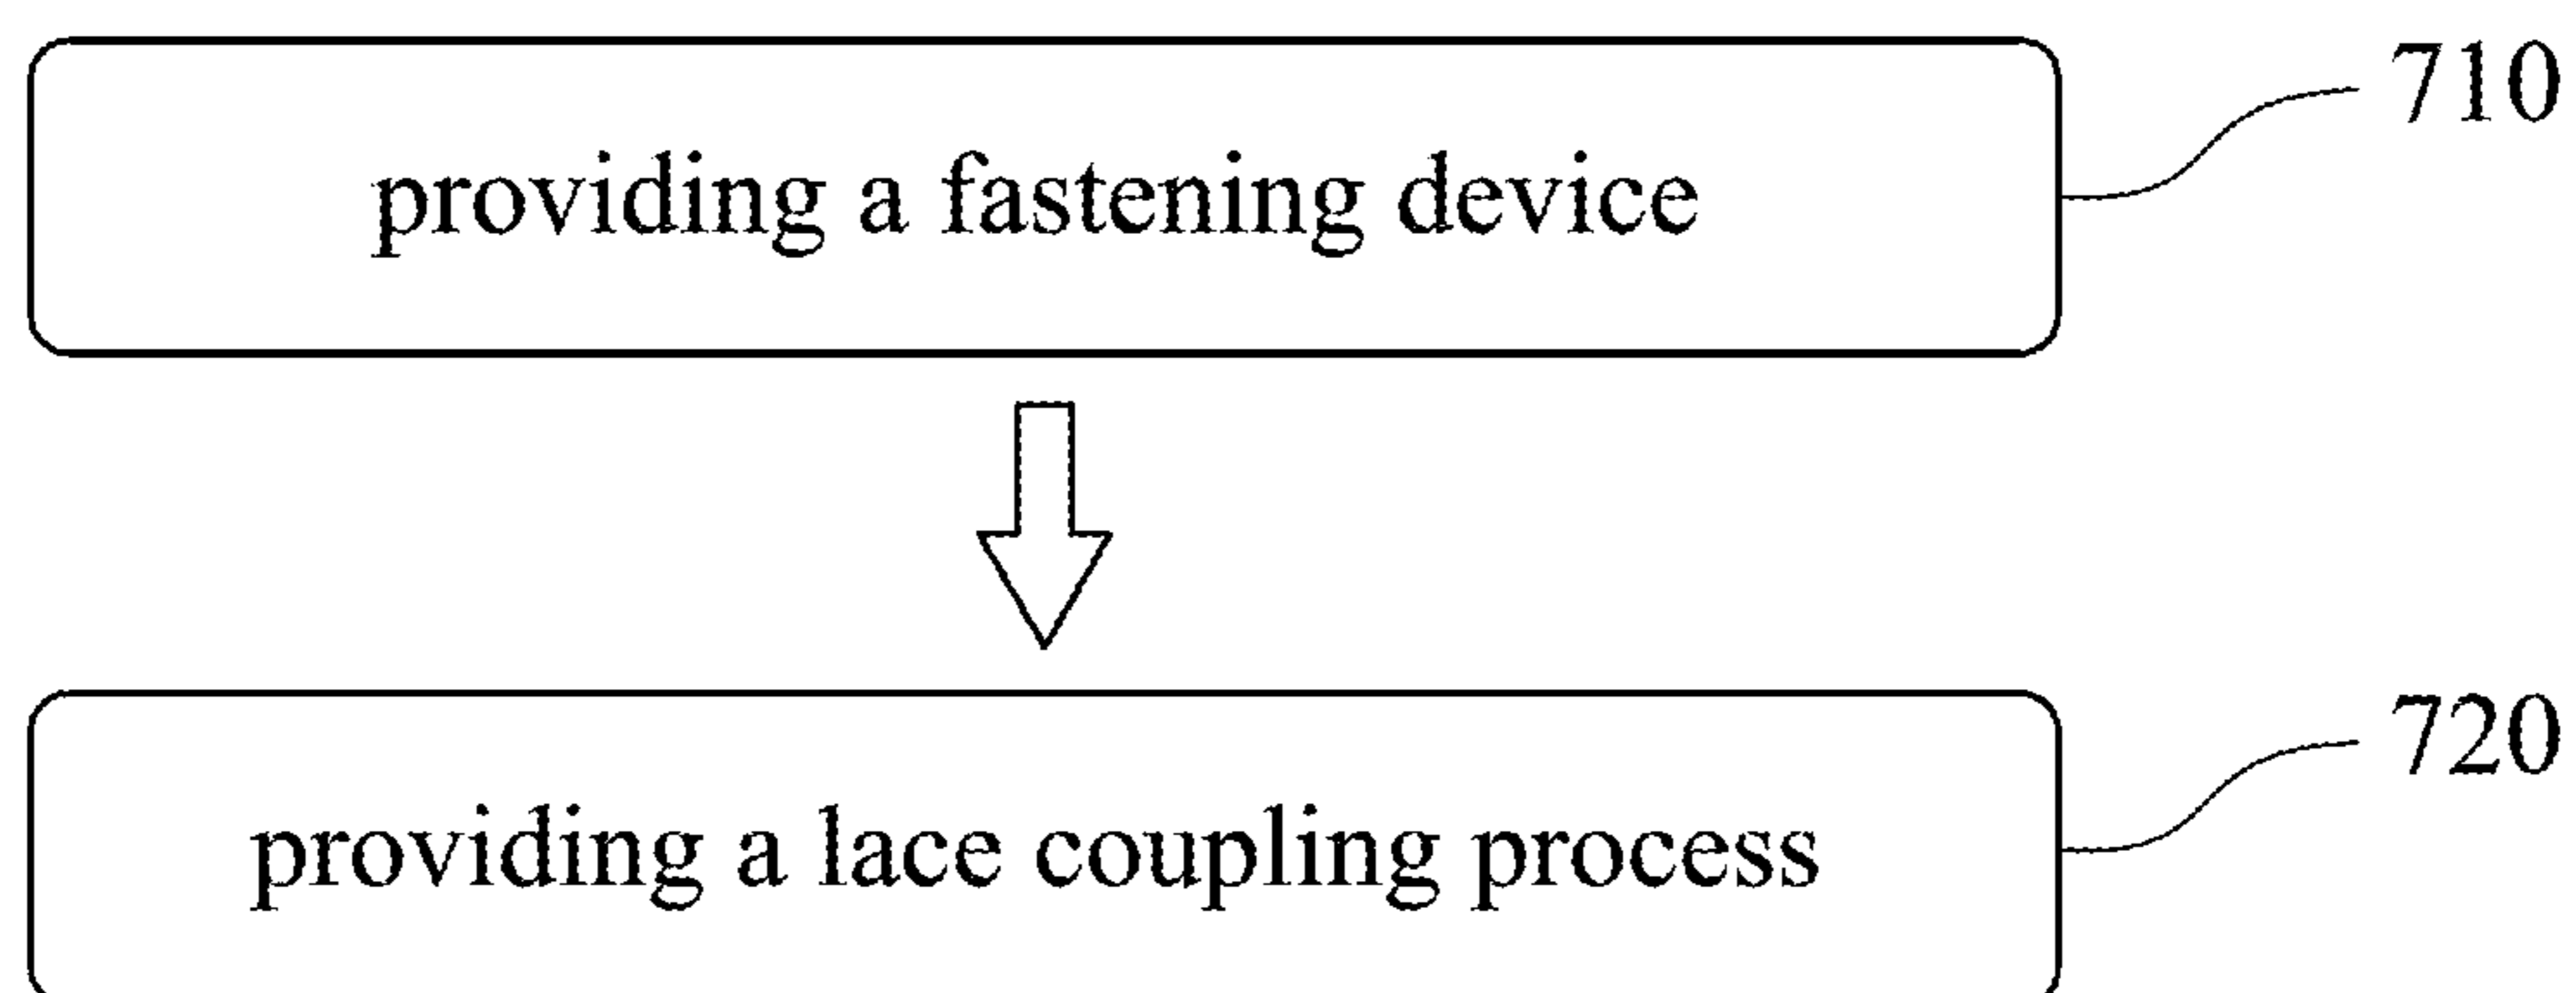 710
providing a fastening device
720
providing a lace coupling process